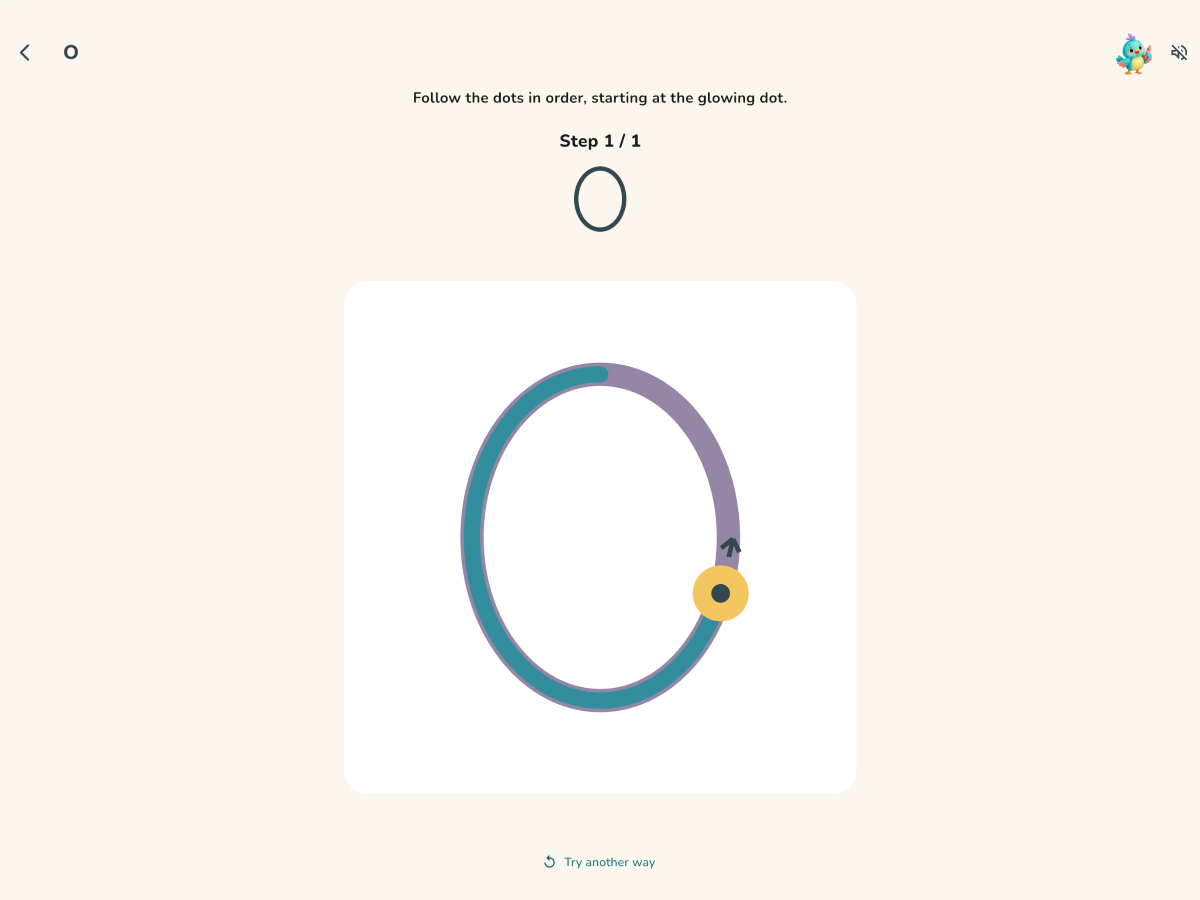 O
Follow the dots in order, starting at the glowing dot.
Step 1 / 1
O
Try another way